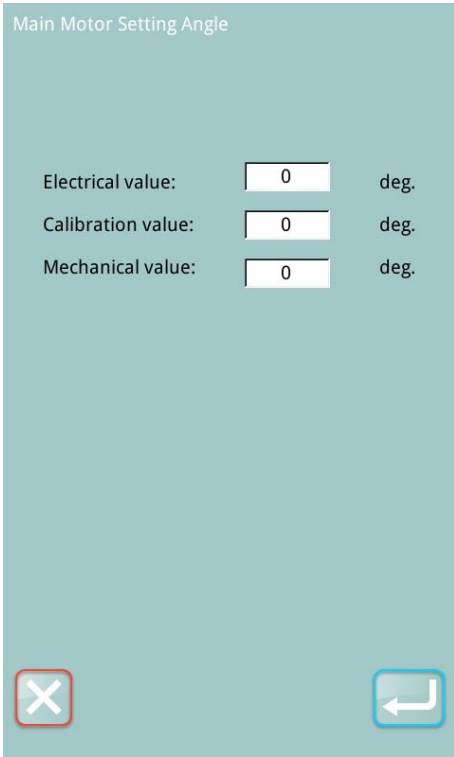 Main Motor Setting Angle
Electrical value: 0 deg.
Calibration value: 0 deg.
Mechanical value: 0 deg.